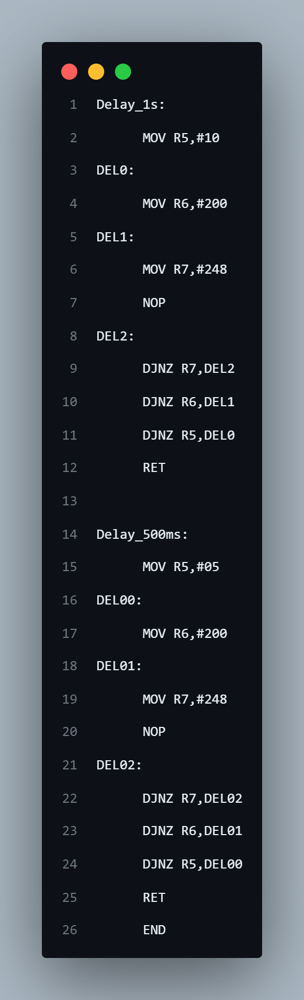 1 Delay_1s:
2 MOV R5,#10
3 DEL0:
4 MOV R6,#200
5 DEL1:
6 MOV R7,#248
7 NOP
8 DEL2:
9 DJNZ R7,DEL2
10 DJNZ R6,DEL1
11 DJNZ R5,DEL0
12 RET
13
14 Delay_500ms:
15 MOV R5,#05
16 DEL00:
17 MOV R6,#200
18 DEL01:
19 MOV R7,#248
20 NOP
21 DEL02:
22 DJNZ R7,DEL02
23 DJNZ R6,DEL01
24 DJNZ R5,DEL00
25 RET
26 END